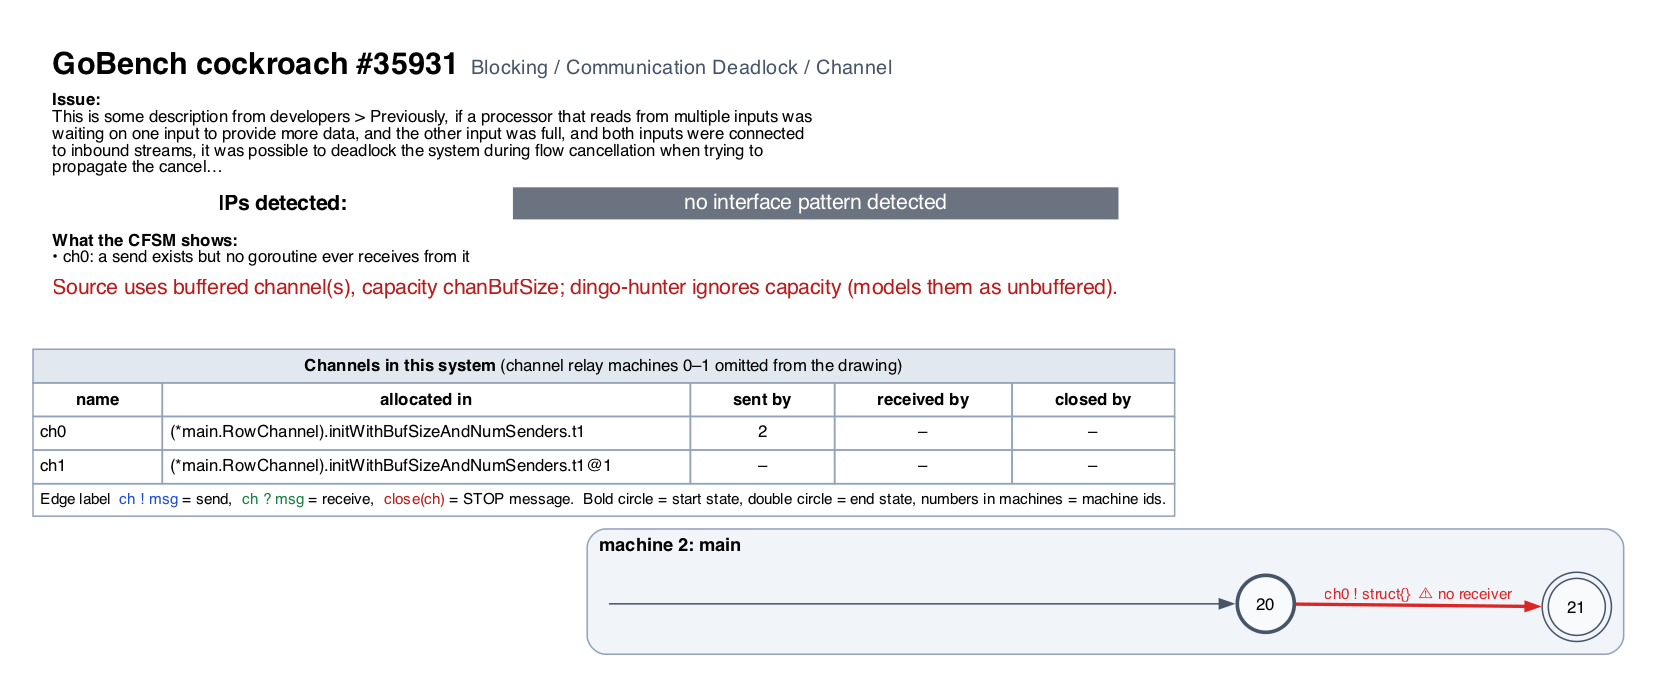 GoBench cockroach #35931 Blocking / Communication Deadlock / Channel
Issue:
This is some description from developers > Previously, if a processor that reads from multiple inputs was
waiting on one input to provide more data, and the other input was full, and both inputs were connected
to inbound streams, it was possible to deadlock the system during flow cancellation when trying to
propagate the cancel…
IPs detected: no interface pattern detected
What the CFSM shows:
• ch0: a send exists but no goroutine ever receives from it
Source uses buffered channel(s), capacity chanBufSize; dingo-hunter ignores capacity (models them as unbuffered).
Channels in this system (channel relay machines 0–1 omitted from the drawing)
name allocated in sent by received by closed by
ch0 (*main.RowChannel).initWithBufSizeAndNumSenders.t1 2 – –
ch1 (*main.RowChannel).initWithBufSizeAndNumSenders.t1@1 – – –
Edge label ch ! msg = send, ch ? msg = receive, close(ch) = STOP message. Bold circle = start state, double circle = end state, numbers in machines = machine ids.
machine 2: main
20 ch0 ! struct{} ⚠ no receiver 21